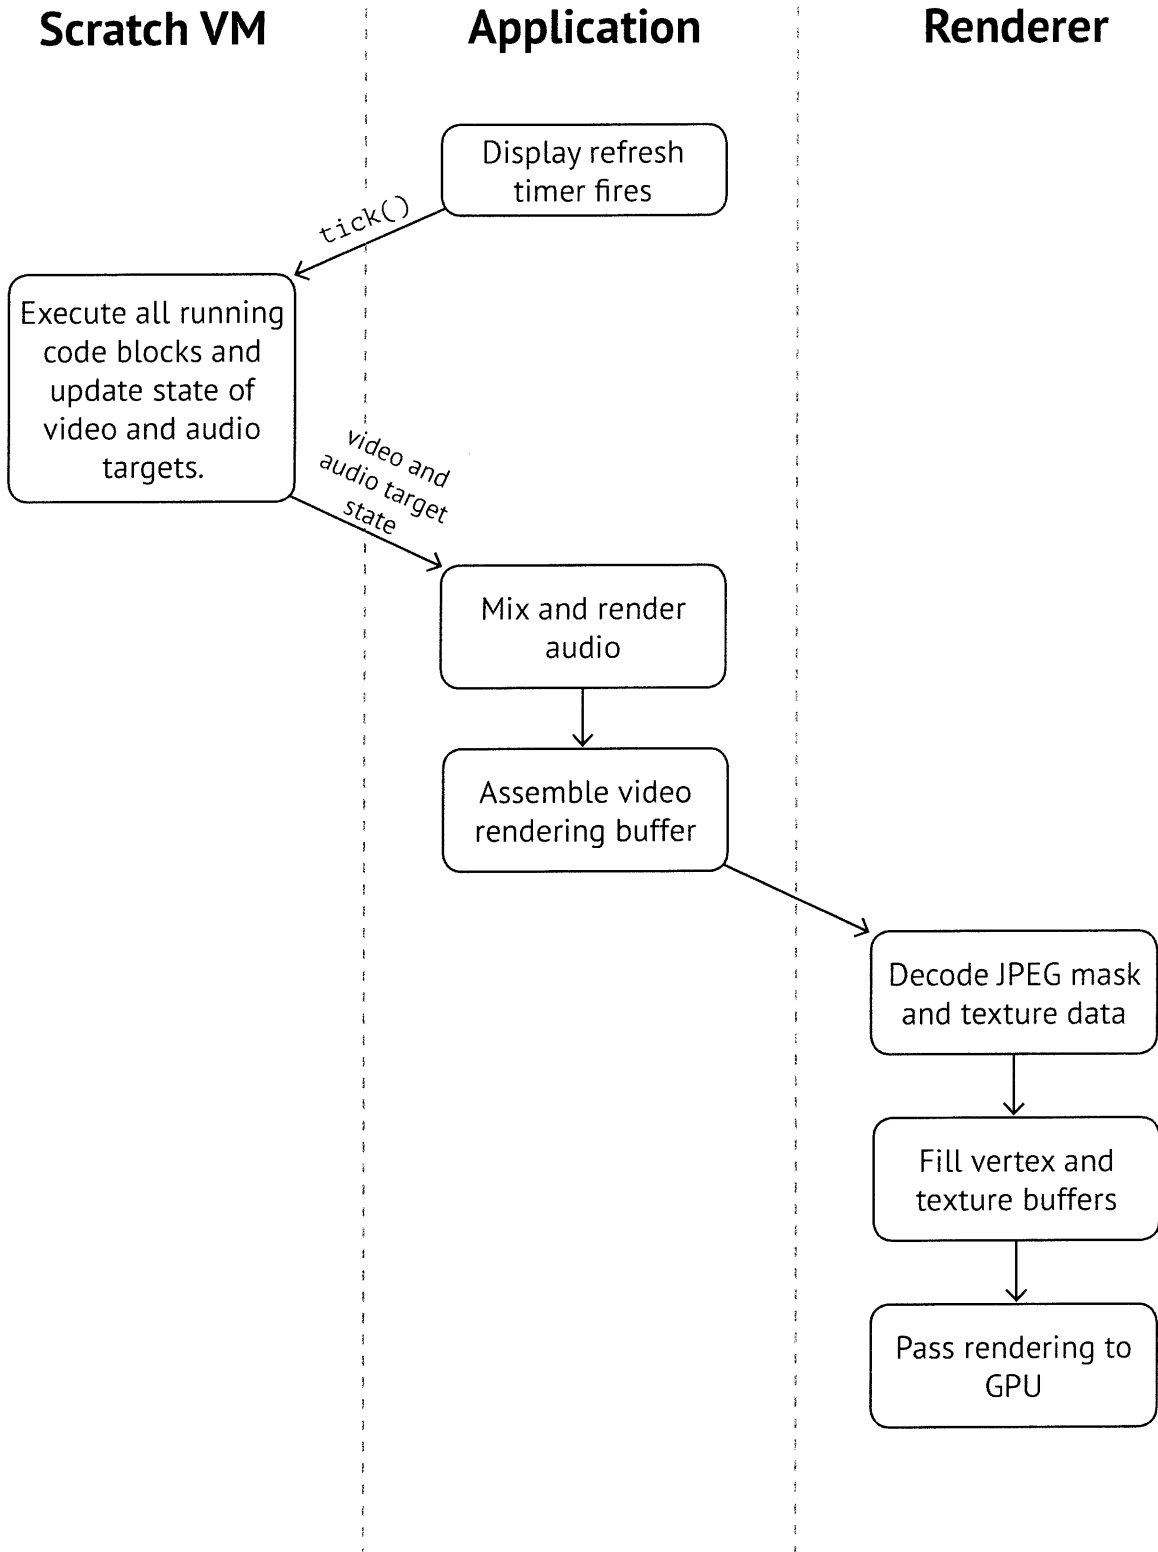 Scratch VM
Application
Renderer
Display refresh
timer fires
tick()
Execute all running
code blocks and
update state of
video and audio
targets.
video and
audio target
state
Mix and render
audio
Assemble video
rendering buffer
Decode JPEG mask
and texture data
Fill vertex and
texture buffers
Pass rendering to
GPU